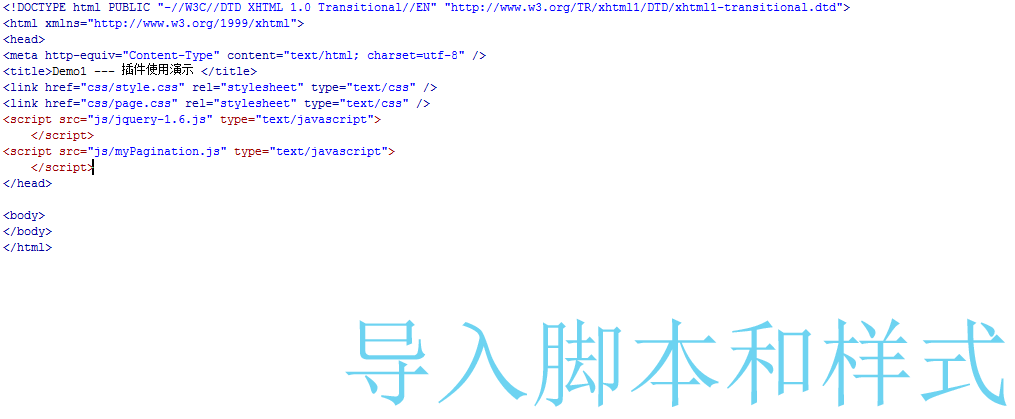 <!DOCTYPE html PUBLIC "-//W3C//DTD XHTML 1.0 Transitional//EN" "http://www.w3.org/TR/xhtml1/DTD/xhtml1-transitional.dtd">
<html xmlns="http://www.w3.org/1999/xhtml">
<head>
<meta http-equiv="Content-Type" content="text/html; charset=utf-8" />
<title>Demo1 --- 插件使用演示 </title>
<link href="css/style.css" rel="stylesheet" type="text/css" />
<link href="css/page.css" rel="stylesheet" type="text/css" />
<script src="js/jquery-1.6.js" type="text/javascript">
    </script>
<script src="js/myPagination.js" type="text/javascript">
    </script>
</head>
<body>
</body>
</html>
导入脚本和样式